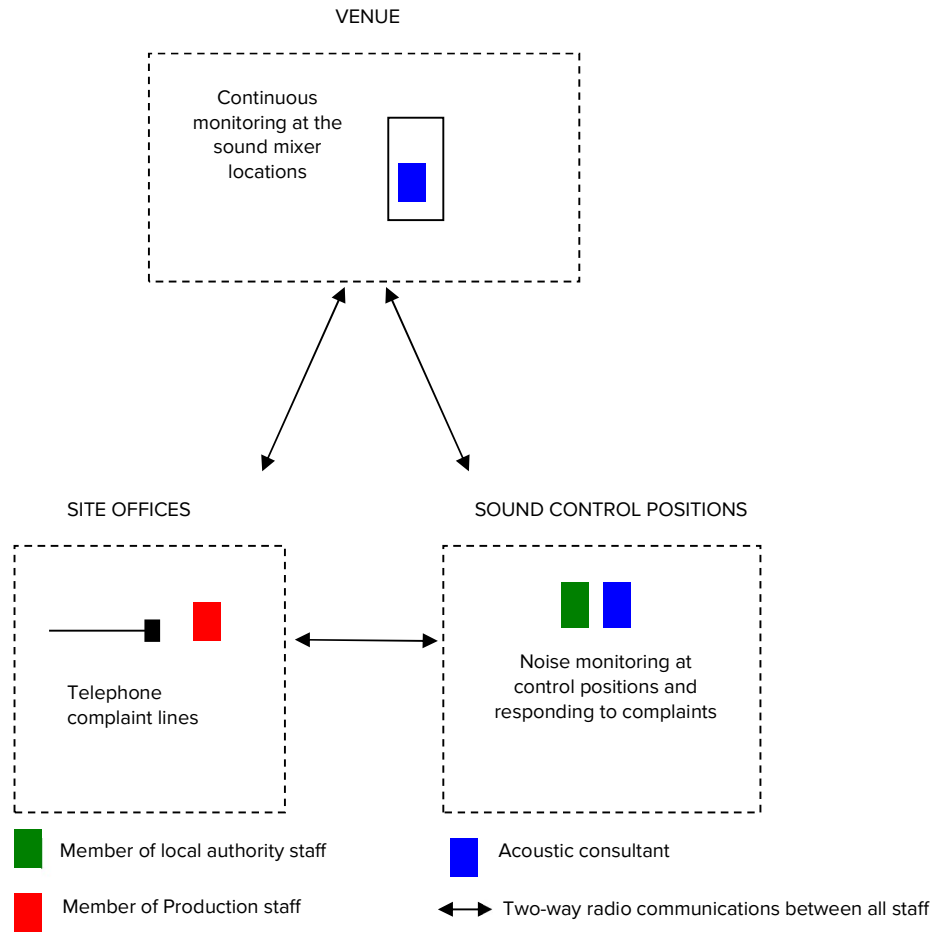 VENUE
Continuous
monitoring at the
sound mixer
locations
SITE OFFICES
Telephone
complaint lines
SOUND CONTROL POSITIONS
Noise monitoring at
control positions and
responding to complaints
Member of local authority staff
Acoustic consultant
Member of Production staff
Two-way radio communications between all staff